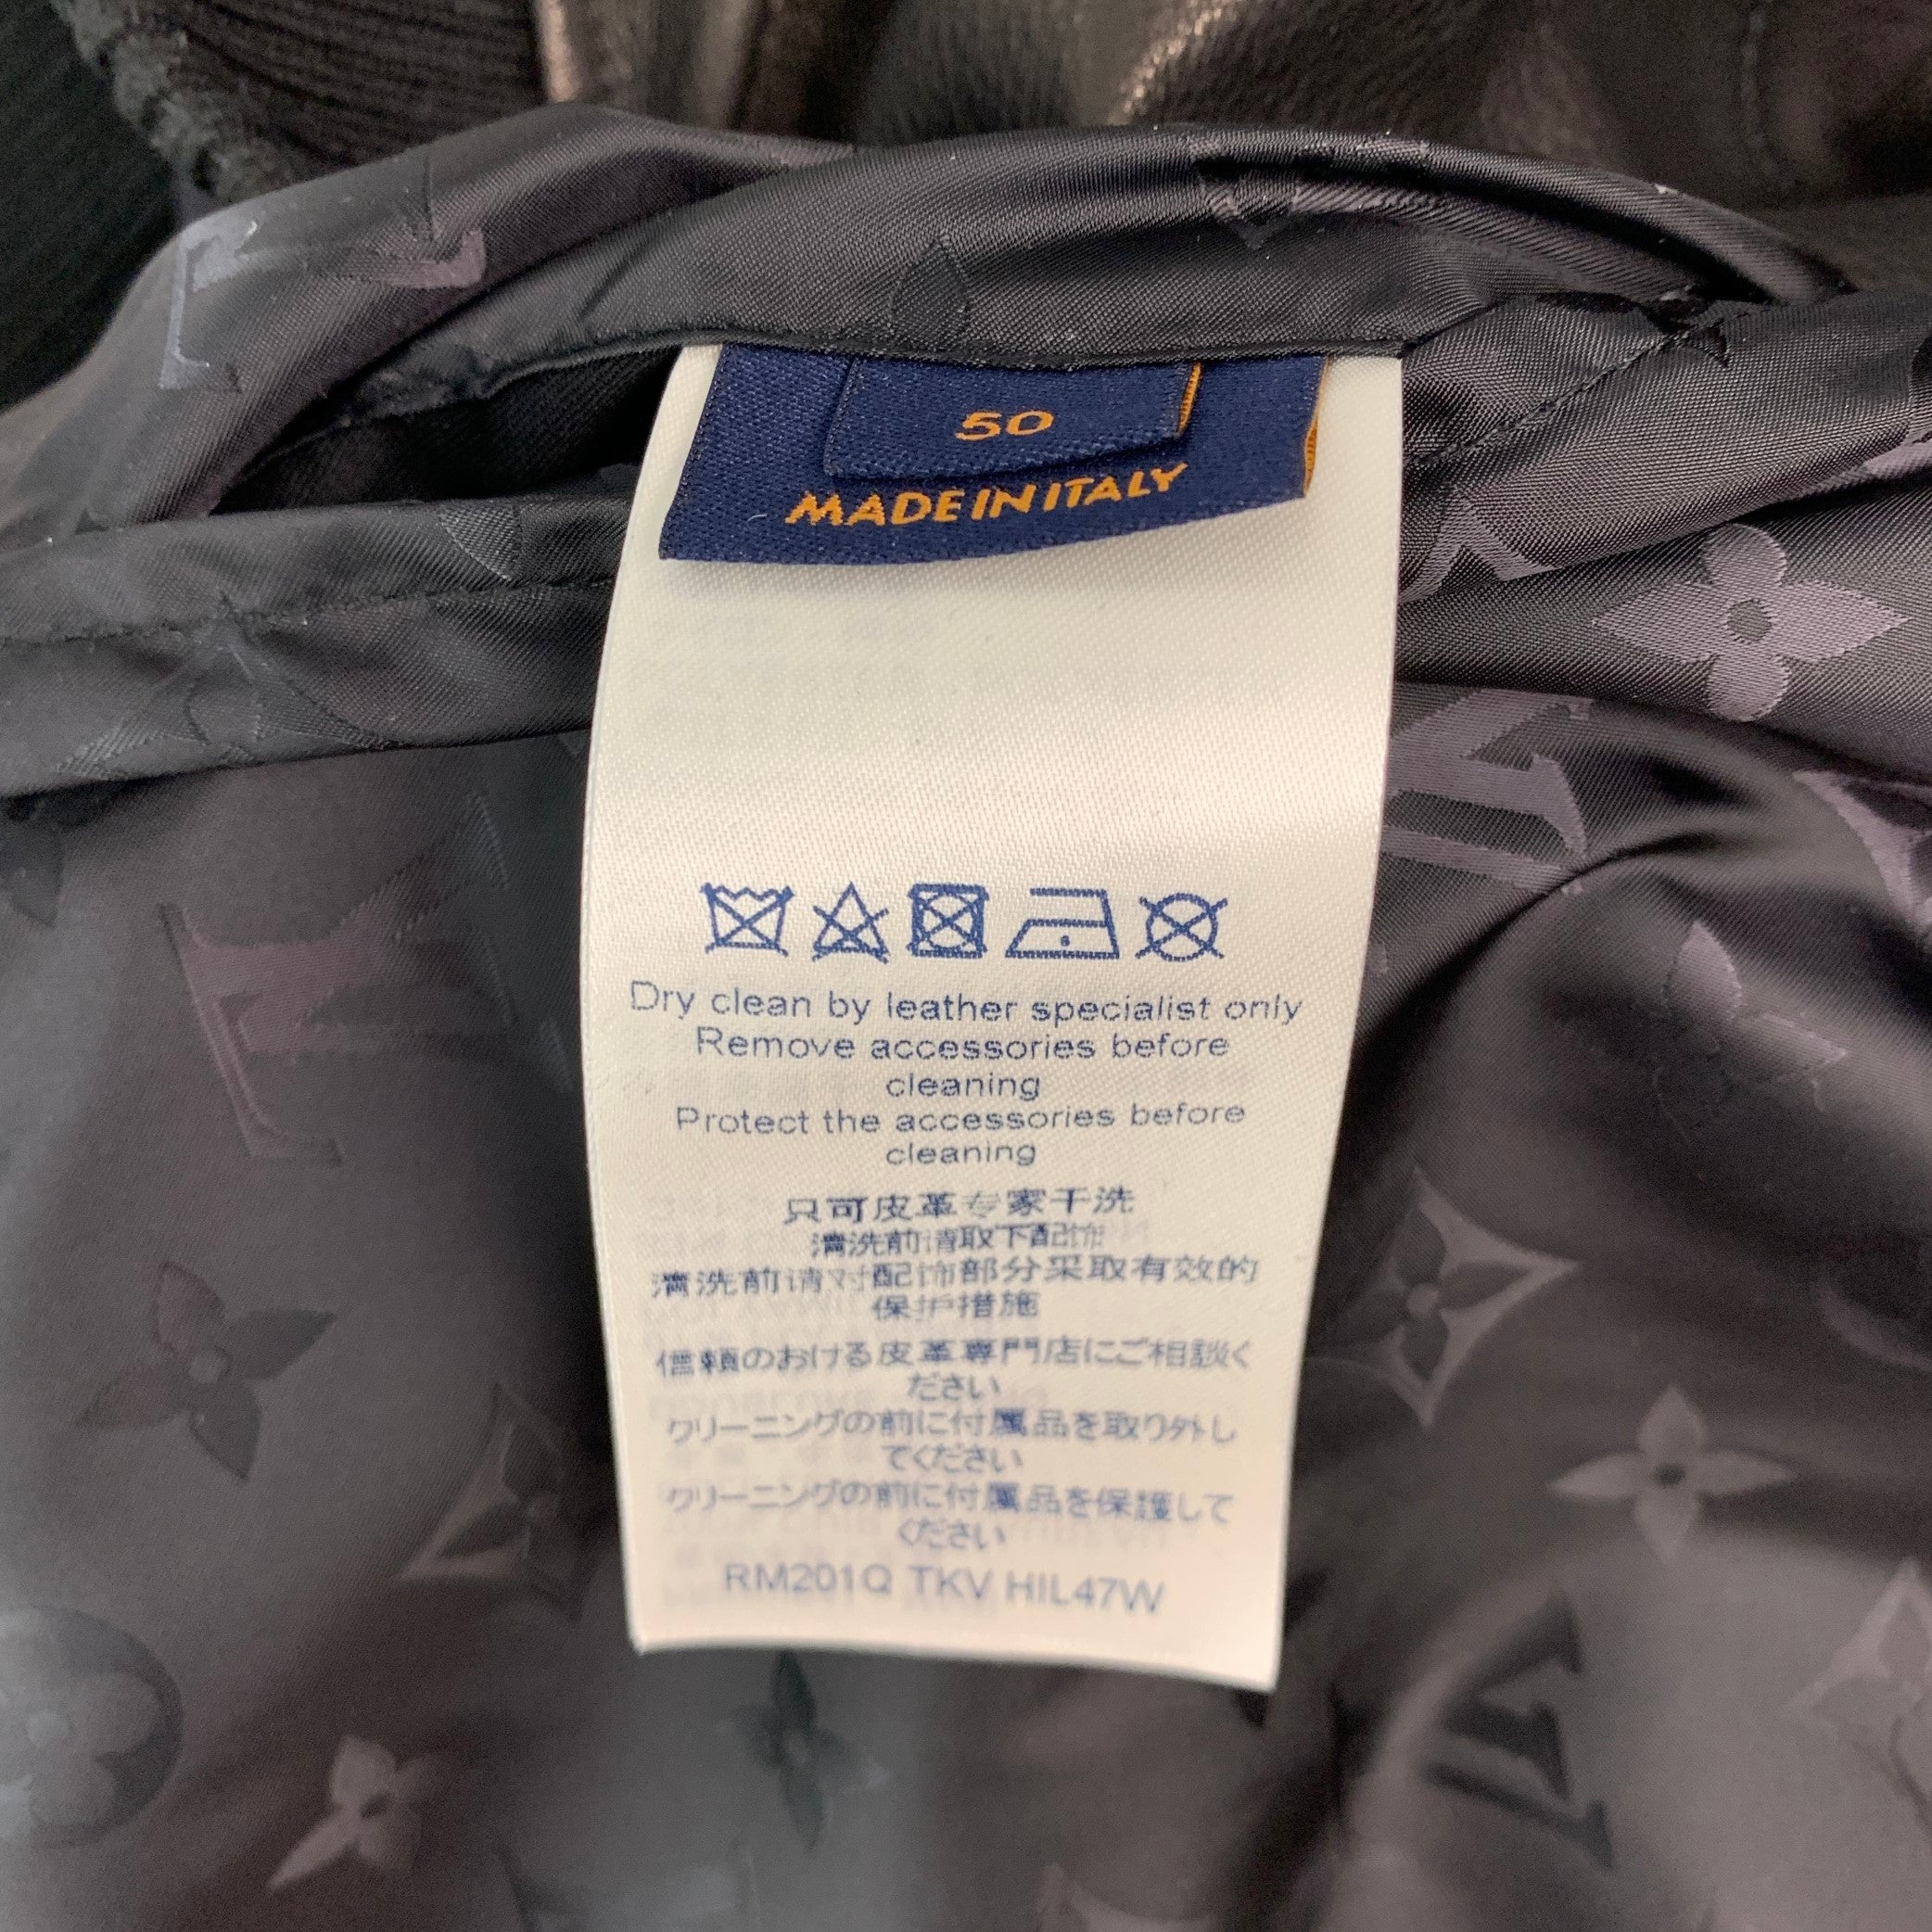 50
MADE IN ITALY
Dry clean by leather specialist only
Remove accessories before
cleaning
Protect the accessories before
cleaning
只可皮革专家干洗
清洗前请取下配饰
清洗前请对配饰部分采取有效的
保护措施
信頼のおける皮革専門店にご相談く
ださい
クリーニングの前に付属品を取り外し
てください
クリーニングの前に付属品を保護して
ください
RM201Q TKV HIL47W